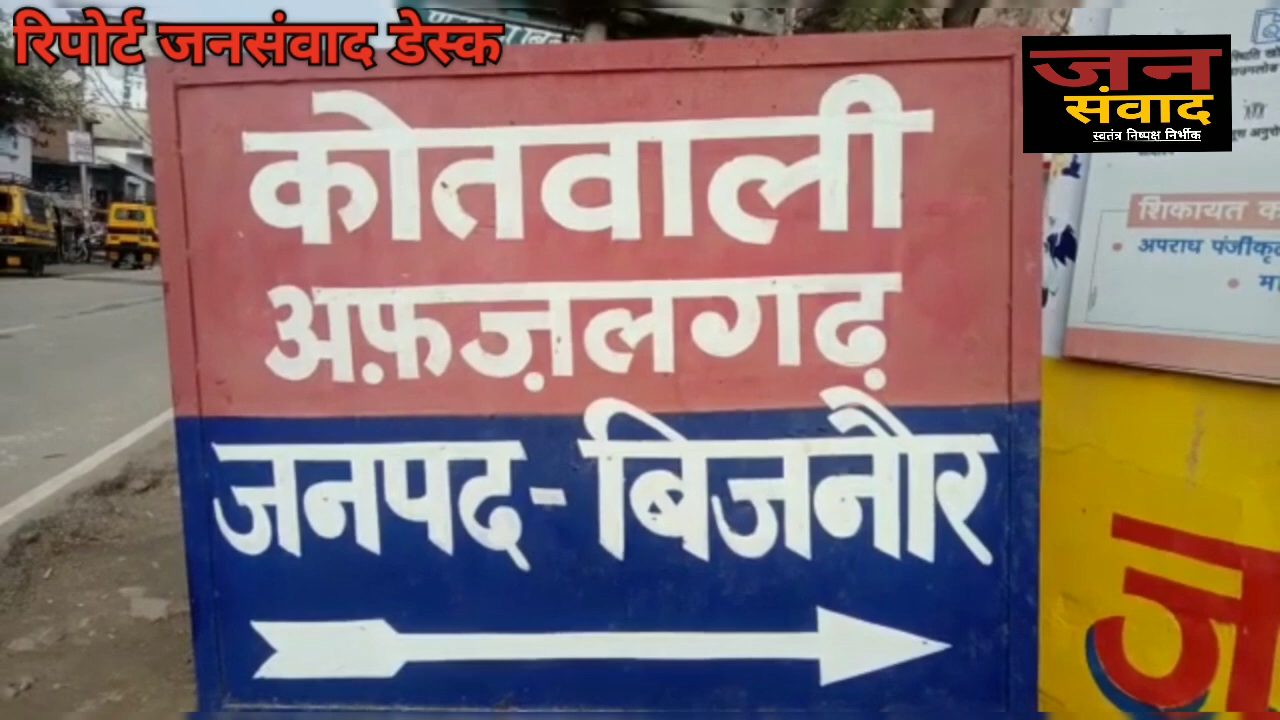 रिपोर्ट जनसंवाद डेस्क
जन
संवाद
स्वतंत्र निष्पक्ष निर्भीक
कोतवाली
अफ़ज़लगढ़
जनपद-बिजनौर
शिकायत
अपराध पंजीकृ